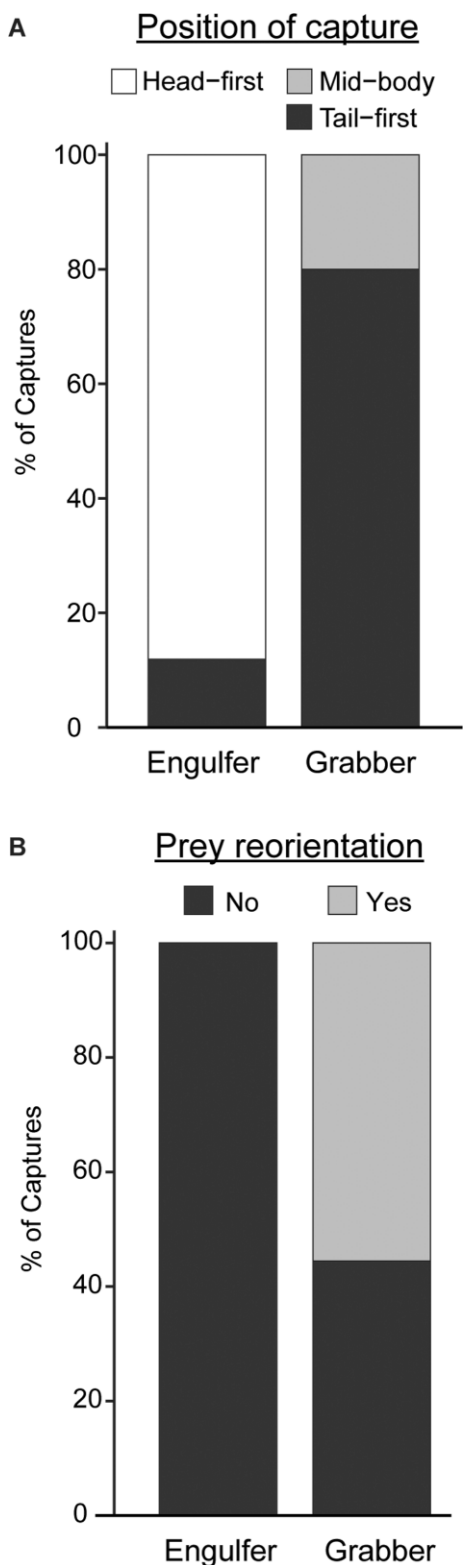 A
Position of capture
Head−first
Mid−body
Tail−first
100
80
60
40
20
0
% of Captures
Engulfer
Grabber
B
Prey reorientation
No
Yes
100
80
60
40
20
0
% of Captures
Engulfer
Grabber